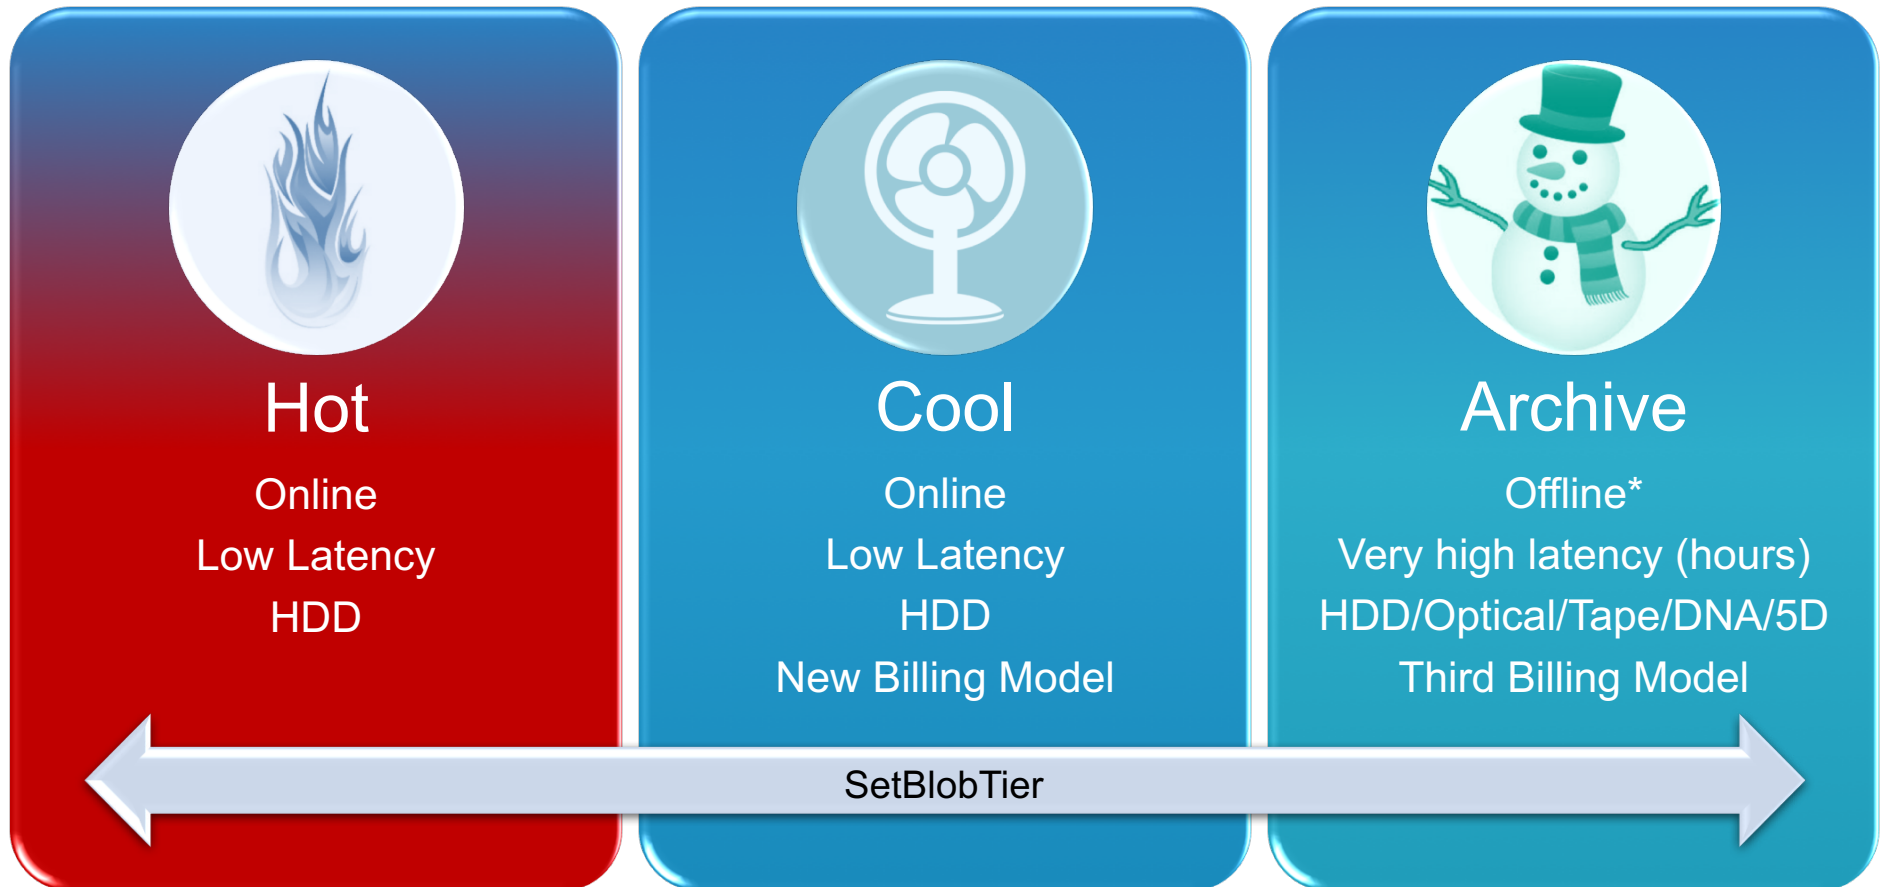 Hot
Online
Low Latency
HDD
Cool
Online
Low Latency
HDD
New Billing Model
Archive
Offline*
Very high latency (hours)
HDD/Optical/Tape/DNA/5D
Third Billing Model
SetBlobTier